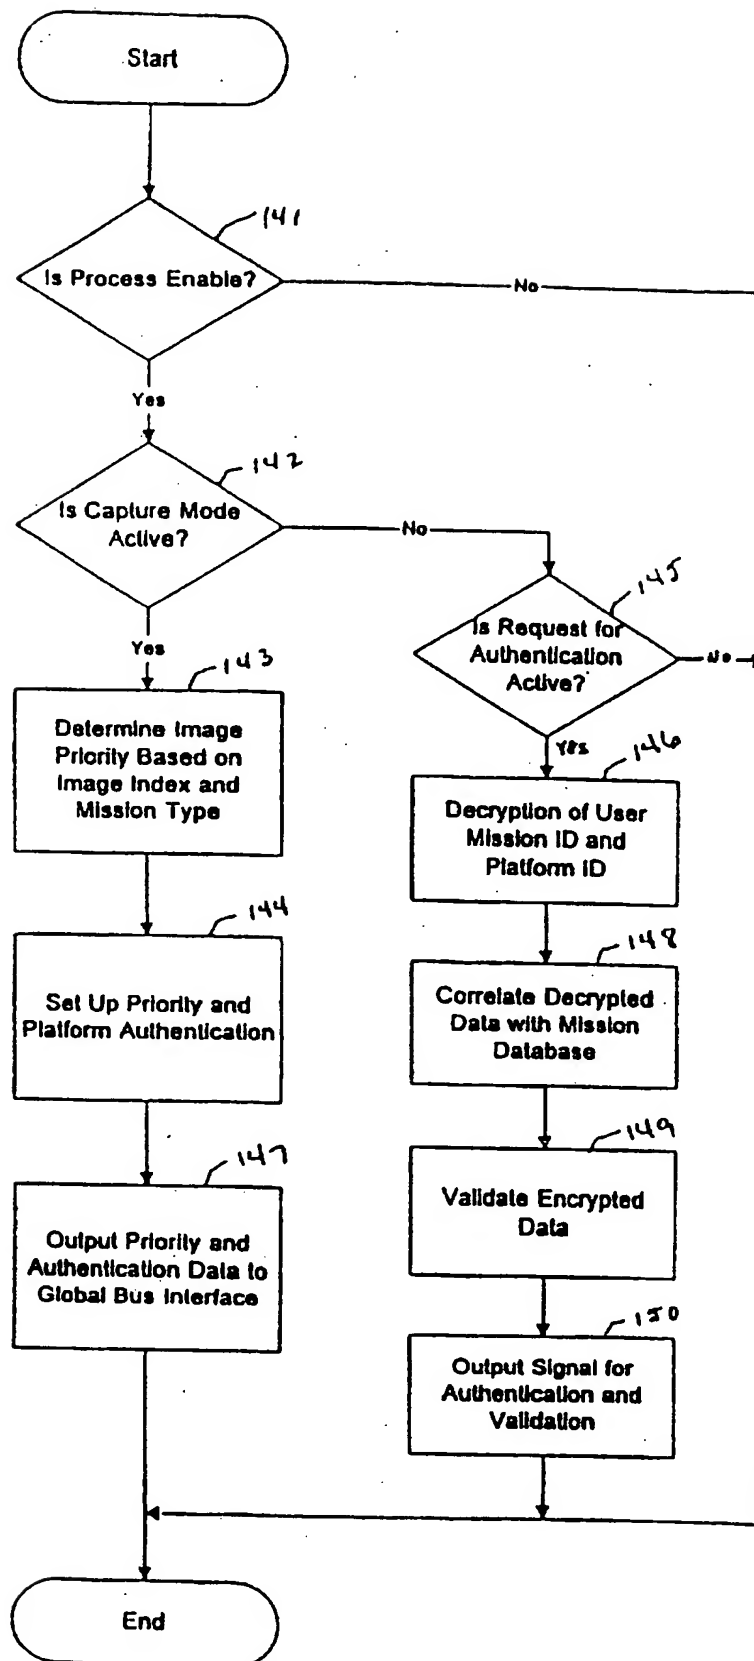 Start
141
Is Process Enable?
No
Yes
142
Is Capture Mode
Active?
No
145
Is Request for
Authentication
Active?
No
Yes
143
Determine Image
Priority Based on
Image Index and
Mission Type
YES
146
Decryption of User
Mission ID and
Platform ID
144
Set Up Priority and
Platform Authentication
148
Correlate Decrypted
Data with Mission
Database
147
Output Priority and
Authentication Data to
Global Bus Interface
149
Validate Encrypted
Data
150
Output Signal for
Authentication and
Validation
End